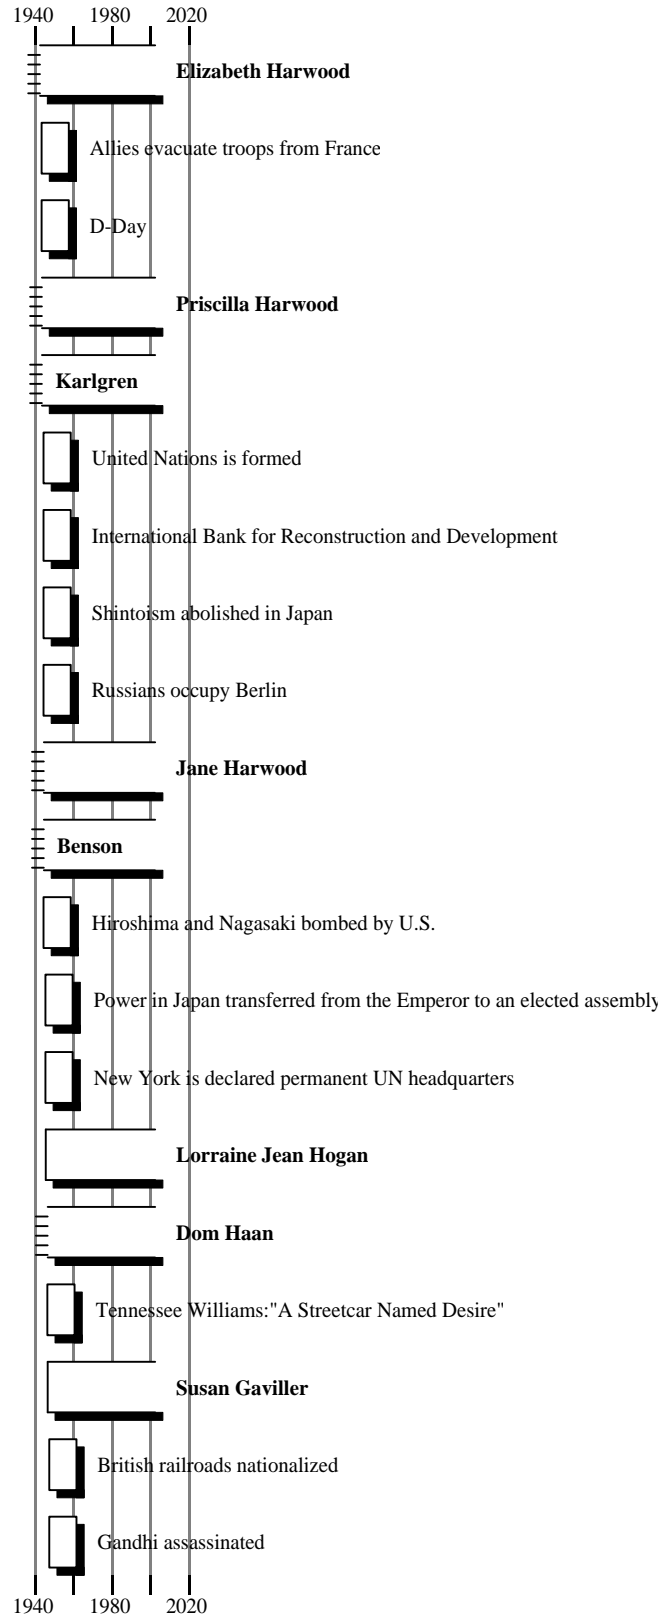 1940 1980 2020
Elizabeth Harwood
Allies evacuate troops from France
D-Day
Priscilla Harwood
Karlgren
United Nations is formed
International Bank for Reconstruction and Development
Shintoism abolished in Japan
Russians occupy Berlin
Jane Harwood
Benson
Hiroshima and Nagasaki bombed by U.S.
Power in Japan transferred from the Emperor to an elected assembly
New York is declared permanent UN headquarters
Lorraine Jean Hogan
Dom Haan
Tennessee Williams:"A Streetcar Named Desire"
Susan Gaviller
British railroads nationalized
Gandhi assassinated
1940 1980 2020